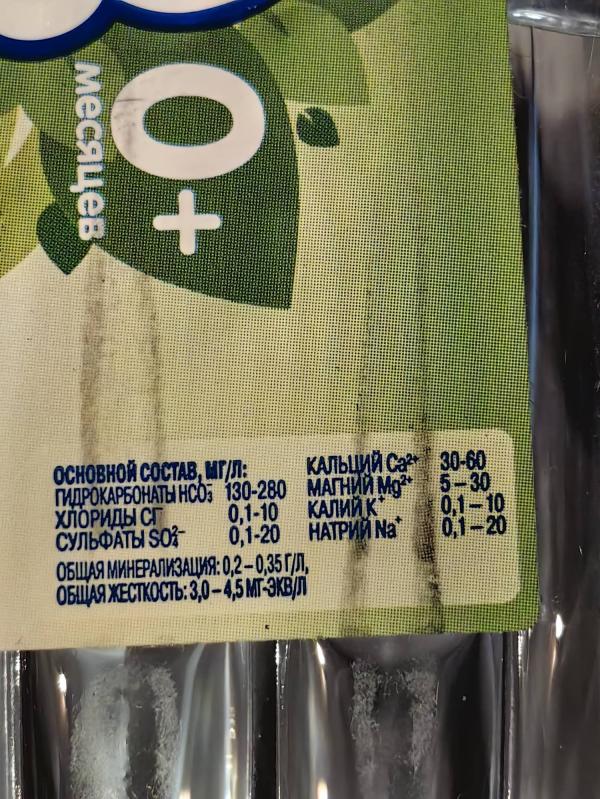 0+
месяцев
ОСНОВНОЙ СОСТАВ, МГ/Л:
ГИДРОКАРБОНАТЫ HCO₃⁻ 130-280
ХЛОРИДЫ Cl⁻ 0,1-10
СУЛЬФАТЫ SO₄²⁻ 0,1-20
КАЛЬЦИЙ Ca²⁺ 30-60
МАГНИЙ Mg²⁺ 5-30
КАЛИЙ K⁺ 0,1-10
НАТРИЙ Na⁺ 0,1-20
ОБЩАЯ МИНЕРАЛИЗАЦИЯ: 0,2-0,35 Г/Л,
ОБЩАЯ ЖЕСТКОСТЬ: 3,0-4,5 МГ-ЭКВ/Л